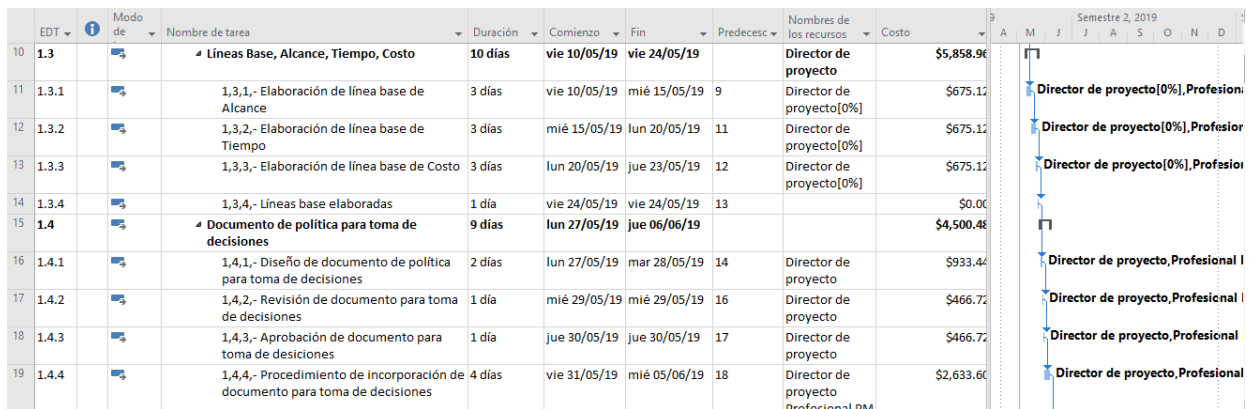 9 Semestre 2, 2019 S
EDT Modo de Nombre de tarea Duración Comienzo Fin Predecesc Nombres de los recursos Costo A M J J A S O N D
10 1.3 Líneas Base, Alcance, Tiempo, Costo 10 días vie 10/05/19 vie 24/05/19 Director de proyecto $5,858.96
11 1.3.1 1,3,1,- Elaboración de línea base de Alcance 3 días vie 10/05/19 mié 15/05/19 9 Director de proyecto[0%] $675.12 Director de proyecto[0%],Profesiona
12 1.3.2 1,3,2,- Elaboración de línea base de Tiempo 3 días mié 15/05/19 lun 20/05/19 11 Director de proyecto[0%] $675.12 Director de proyecto[0%],Profesior
13 1.3.3 1,3,3,- Elaboración de línea base de Costo 3 días lun 20/05/19 jue 23/05/19 12 Director de proyecto[0%] $675.12 Director de proyecto[0%],Profesior
14 1.3.4 1,3,4,- Líneas base elaboradas 1 día vie 24/05/19 vie 24/05/19 13 $0.00
15 1.4 Documento de política para toma de decisiones 9 días lun 27/05/19 jue 06/06/19 $4,500.48
16 1.4.1 1,4,1,- Diseño de documento de política para toma de decisiones 2 días lun 27/05/19 mar 28/05/19 14 Director de proyecto $933.44 Director de proyecto,Profesional
17 1.4.2 1,4,2,- Revisión de documento para toma de decisiones 1 día mié 29/05/19 mié 29/05/19 16 Director de proyecto $466.72 Director de proyecto,Profesional
18 1.4.3 1,4,3,- Aprobación de documento para toma de desiciones 1 día jue 30/05/19 jue 30/05/19 17 Director de proyecto $466.72 Director de proyecto,Profesional
19 1.4.4 1,4,4,- Procedimiento de incorporación de documento para toma de decisiones 4 días vie 31/05/19 mié 05/06/19 18 Director de proyecto Profesional PM $2,633.60 Director de proyecto,Profesional